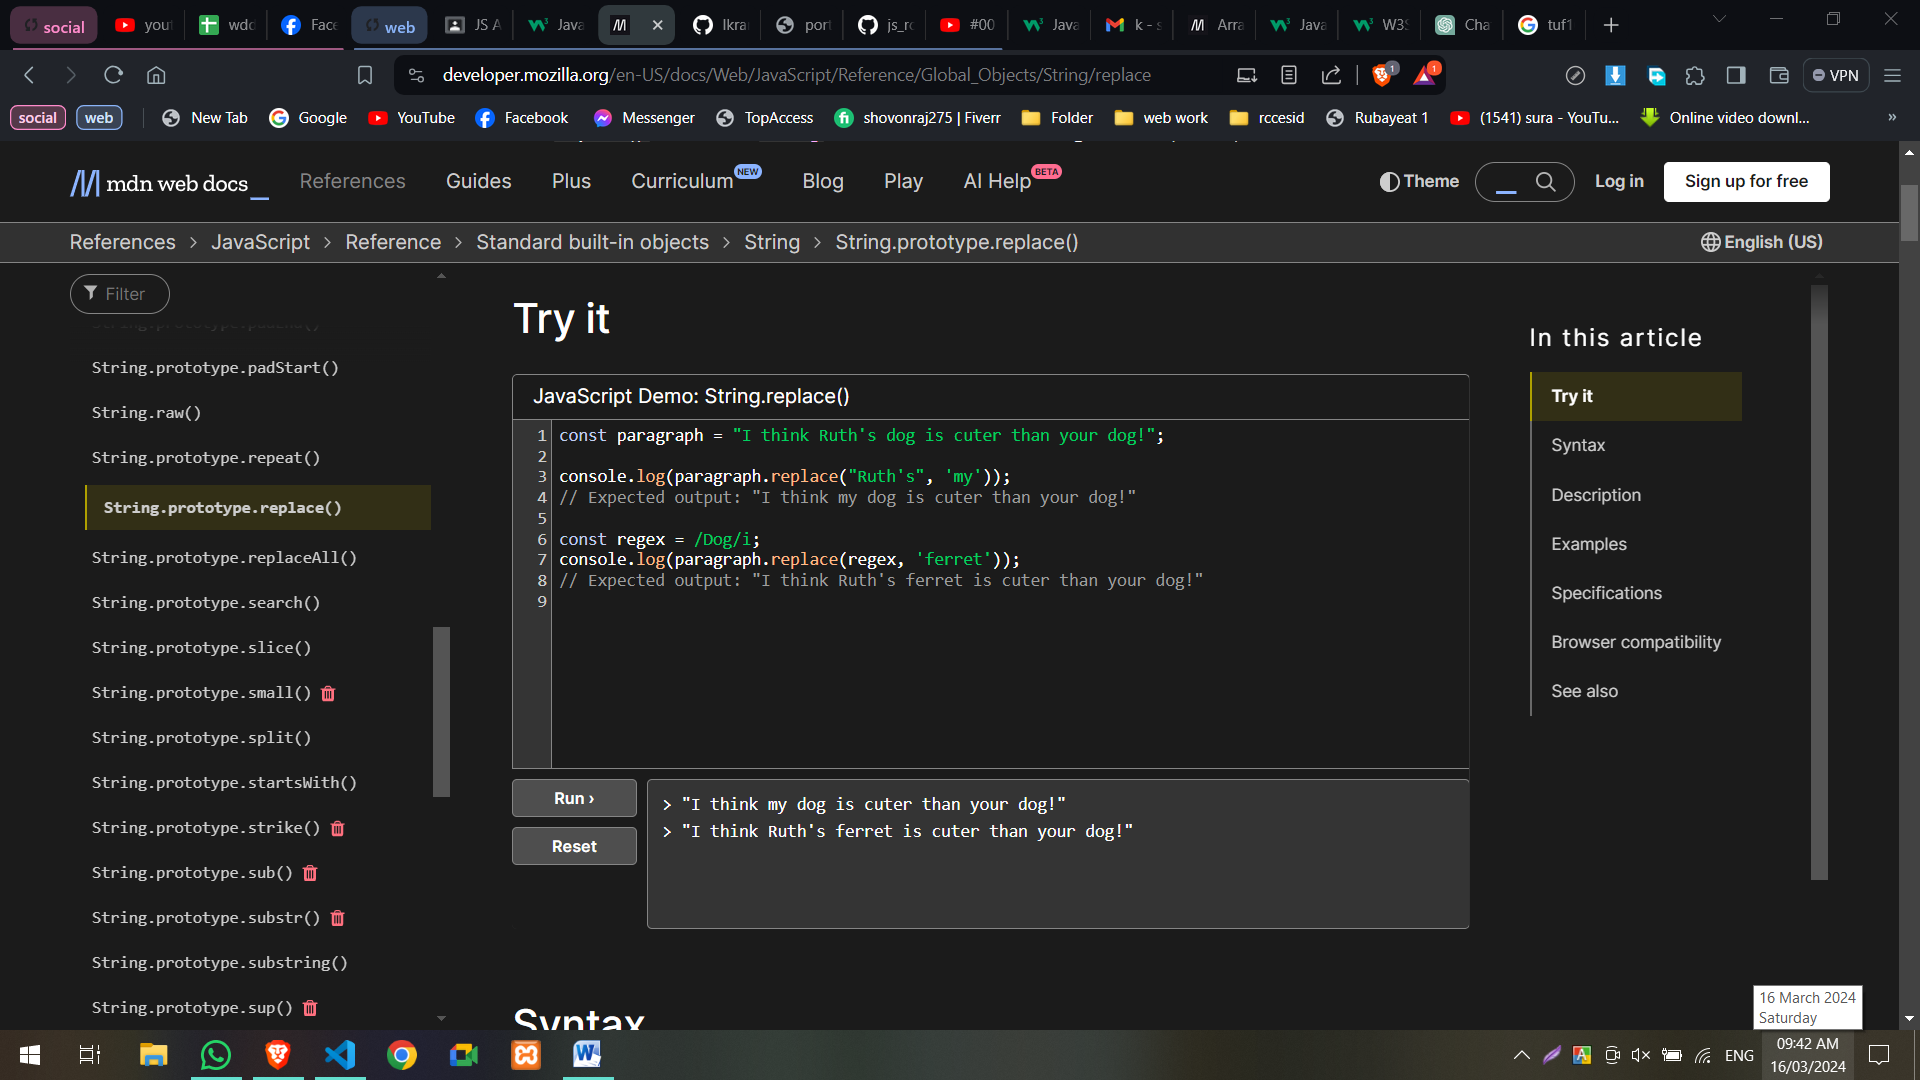 social
yout
wdd
Face
web
JS A
Java
Ikra
port
js_ro
#00
Java
k - s
Arra
Java
W3S
Cha
tuf1
developer.mozilla.org/en-US/docs/Web/JavaScript/Reference/Global_Objects/String/replace
1
1
VPN
social
web
New Tab
Google
YouTube
Facebook
Messenger
TopAccess
shovonraj275 | Fiverr
Folder
web work
rccesid
Rubayeat 1
(1541) sura - YouTu...
Online video downl...
»
mdn web docs_
References
Guides
Plus
Curriculum NEW
Blog
Play
AI Help BETA
Theme
Log in
Sign up for free
References > JavaScript > Reference > Standard built-in objects > String > String.prototype.replace()
English (US)
Filter
String.prototype.padEnd()
String.prototype.padStart()
String.raw()
String.prototype.repeat()
String.prototype.replace()
String.prototype.replaceAll()
String.prototype.search()
String.prototype.slice()
String.prototype.small()
String.prototype.split()
String.prototype.startsWith()
String.prototype.strike()
String.prototype.sub()
String.prototype.substr()
String.prototype.substring()
String.prototype.sup()
Try it
JavaScript Demo: String.replace()
1 const paragraph = "I think Ruth's dog is cuter than your dog!";
2
3 console.log(paragraph.replace("Ruth's", 'my'));
4 // Expected output: "I think my dog is cuter than your dog!"
5
6 const regex = /Dog/i;
7 console.log(paragraph.replace(regex, 'ferret'));
8 // Expected output: "I think Ruth's ferret is cuter than your dog!"
9
Run ›
Reset
> "I think my dog is cuter than your dog!"
> "I think Ruth's ferret is cuter than your dog!"
Syntax
In this article
Try it
Syntax
Description
Examples
Specifications
Browser compatibility
See also
16 March 2024
Saturday
ENG
09:42 AM
16/03/2024